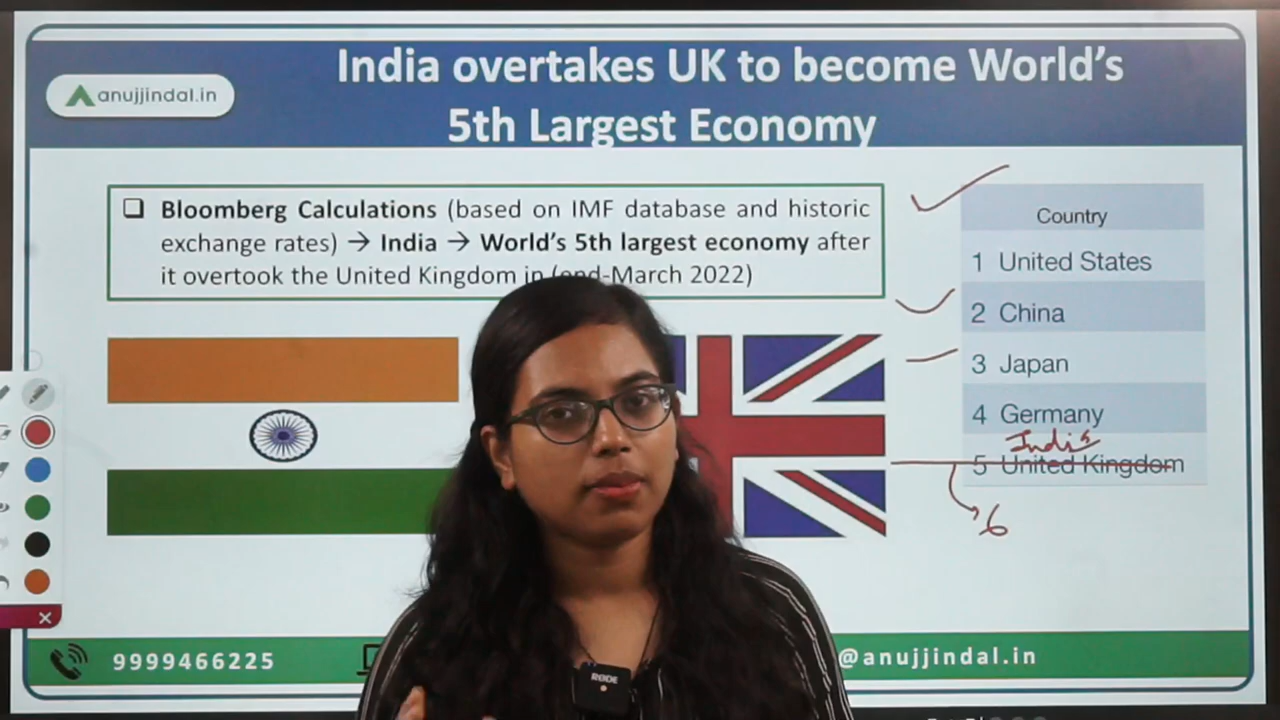 India overtakes UK to become World's
5th Largest Economy
anujjindal.in
❑ Bloomberg Calculations (based on IMF database and historic
exchange rates) → India → World's 5th largest economy after
it overtook the United Kingdom in (end-March 2022)
Country
1 United States
2 China
3 Japan
4 Germany
India
5 United Kingdom
6
RØDE
9999466225
@anujjindal.in